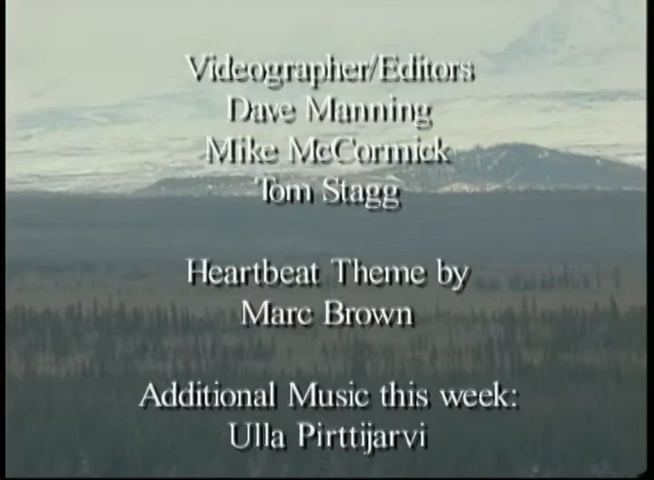 Videographer/Editors
Dave Manning
Mike McCormick
Tom Stagg
Heartbeat Theme by
Marc Brown
Additional Music this week:
Ulla Pirttijarvi